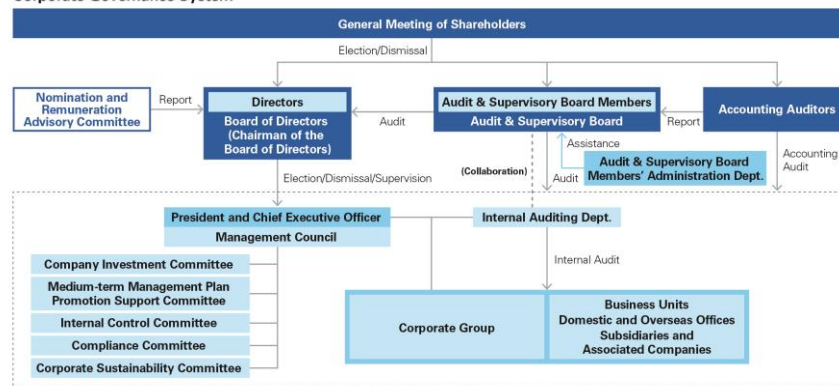 General Meeting of Shareholders
Election/Dismissal
Nomination and
Remuneration
Advisory Committee
Report
Directors
Board of Directors
(Chairman of the
Board of Directors)
Audit
Audit & Supervisory Board Members
Audit & Supervisory Board
Report
Accounting Auditors
Assistance
Audit & Supervisory Board
Members' Administration Dept.
(Collaboration)
Audit
Accounting
Audit
Election/Dismissal/Supervision
President and Chief Executive Officer
Management Council
Internal Auditing Dept.
Internal Audit
Company Investment Committee
Medium-term Management Plan
Promotion Support Committee
Internal Control Committee
Compliance Committee
Corporate Sustainability Committee
Corporate Group
Business Units
Domestic and Overseas Offices
Subsidiaries and
Associated Companies